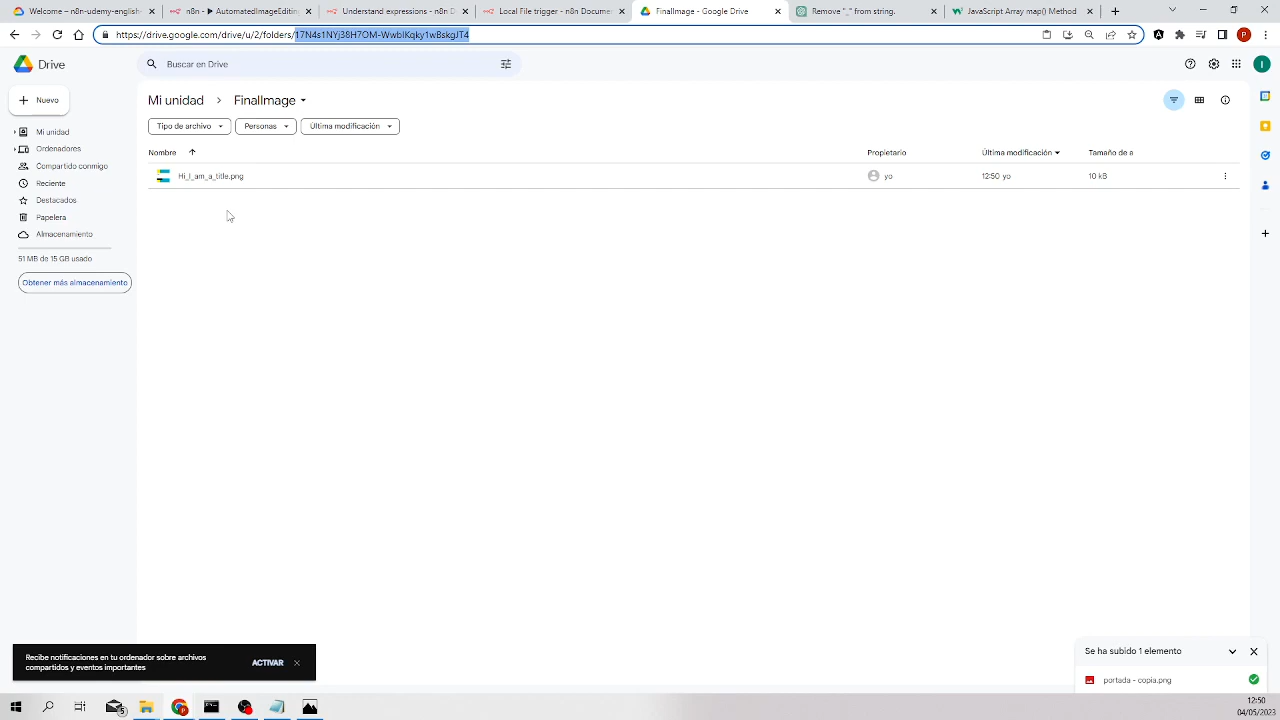 Welcome – n8n-udemy-english-
n8n - ▶ AutomatedImageEditin
Understand expressions - n8n D
Local File trigger - n8n Docume
FinalImage - Google Drive
Remove "_" from string.
JavaScript Array map() Method
https://drive.google.com/drive/u/2/folders/17N4s1NYj38H7OM-WwbIKqky1wBskgJT4
Drive
Buscar en Drive
Nuevo
Mi unidad
Ordenadores
Compartido conmigo
Reciente
Destacados
Papelera
Almacenamiento
51 MB de 15 GB usado
Obtener más almacenamiento
Mi unidad > FinalImage
Tipo de archivo
Personas
Última modificación
Nombre
Propietario
Última modificación
Tamaño de a
Hi_I_am_a_title.png
yo
12:50 yo
10 kB
Recibe notificaciones en tu ordenador sobre archivos
compartidos y eventos importantes
ACTIVAR
Se ha subido 1 elemento
portada - copia.png
12:50
04/05/2023